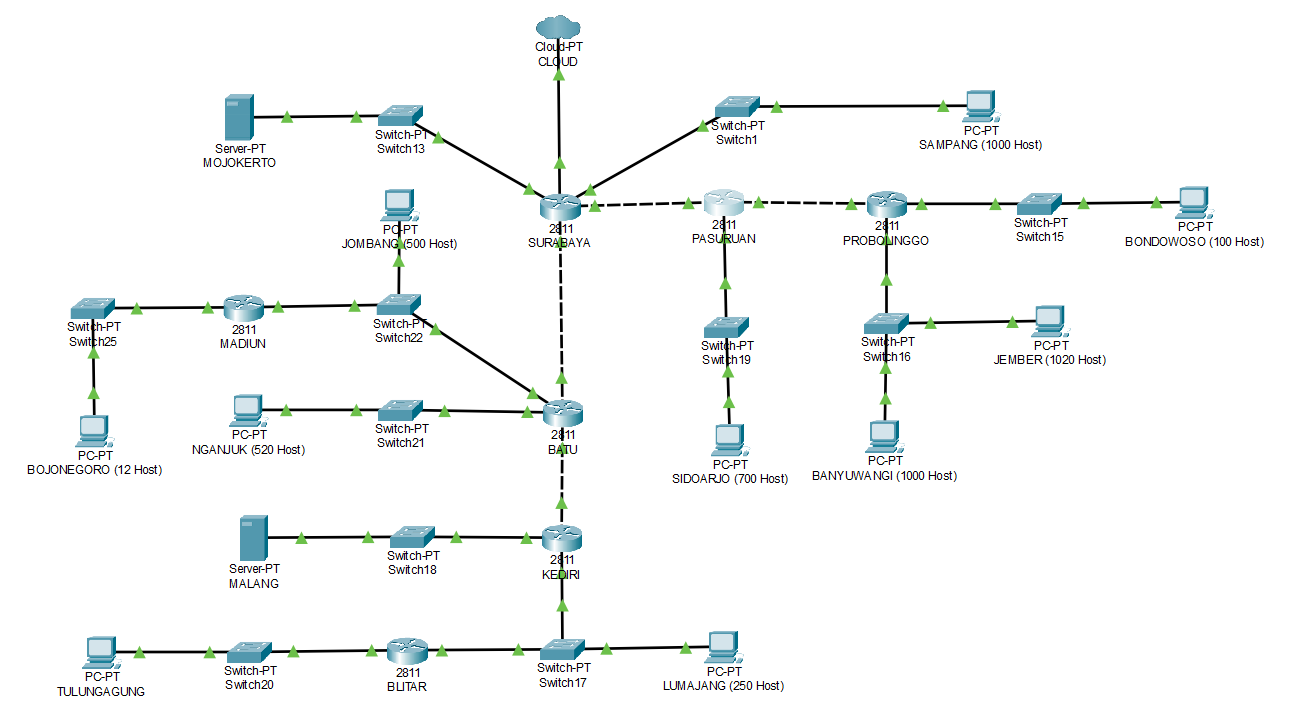 Cloud-PT
CLOUD
Server-PT
MOJOKERTO
Switch-PT
Switch13
Switch-PT
Switch1
PC-PT
SAMPANG (1000 Host)
PC-PT
JOMBANG (500 Host)
2811
SURABAYA
2811
PASURUAN
2811
PROBOLINGGO
Switch-PT
Switch15
PC-PT
BONDOWOSO (100 Host)
Switch-PT
Switch25
2811
MADIUN
Switch-PT
Switch22
Switch-PT
Switch19
Switch-PT
Switch16
PC-PT
JEMBER (1020 Host)
PC-PT
BOJONEGORO (12 Host)
PC-PT
NGANJUK (520 Host)
Switch-PT
Switch21
2811
BATU
PC-PT
SIDOARJO (700 Host)
PC-PT
BANYUWANGI (1000 Host)
Server-PT
MALANG
Switch-PT
Switch18
2811
KEDIRI
PC-PT
TULUNGAGUNG
Switch-PT
Switch20
2811
BLITAR
Switch-PT
Switch17
PC-PT
LUMAJANG (250 Host)